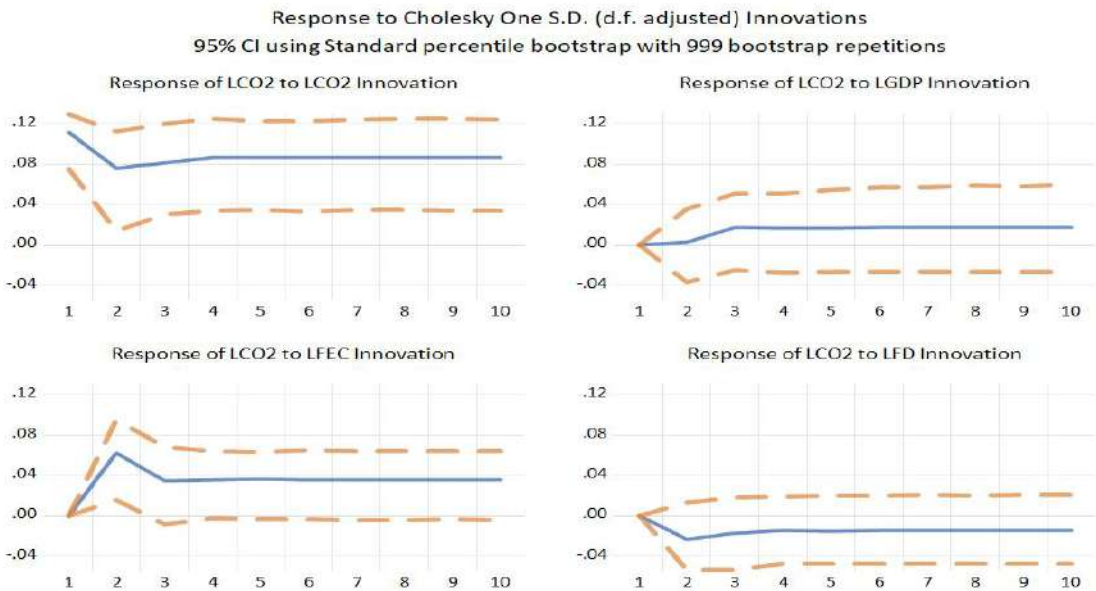 Response to Cholesky One S.D. (d.f. adjusted) Innovations
95% CI using Standard percentile bootstrap with 999 bootstrap repetitions
Response of LCO2 to LCO2 Innovation
.12
.08
.04
.00
-.04
1 2 3 4 5 6 7 8 9 10
Response of LCO2 to LGDP Innovation
.12
.08
.04
.00
-.04
1 2 3 4 5 6 7 8 9 10
Response of LCO2 to LFEC Innovation
.12
.08
.04
.00
-.04
1 2 3 4 5 6 7 8 9 10
Response of LCO2 to LFD Innovation
.12
.08
.04
.00
-.04
1 2 3 4 5 6 7 8 9 10